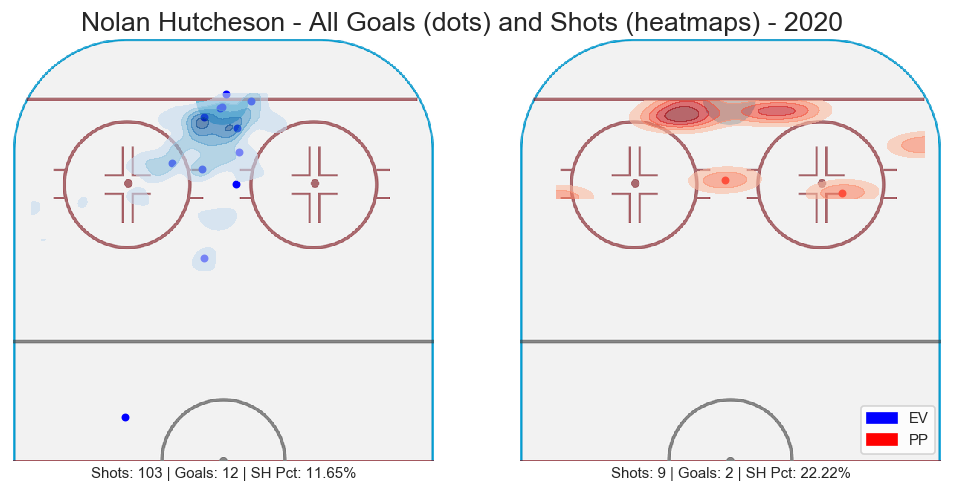 Nolan Hutcheson - All Goals (dots) and Shots (heatmaps) - 2020
EV
PP
Shots: 103 | Goals: 12 | SH Pct: 11.65%
Shots: 9 | Goals: 2 | SH Pct: 22.22%